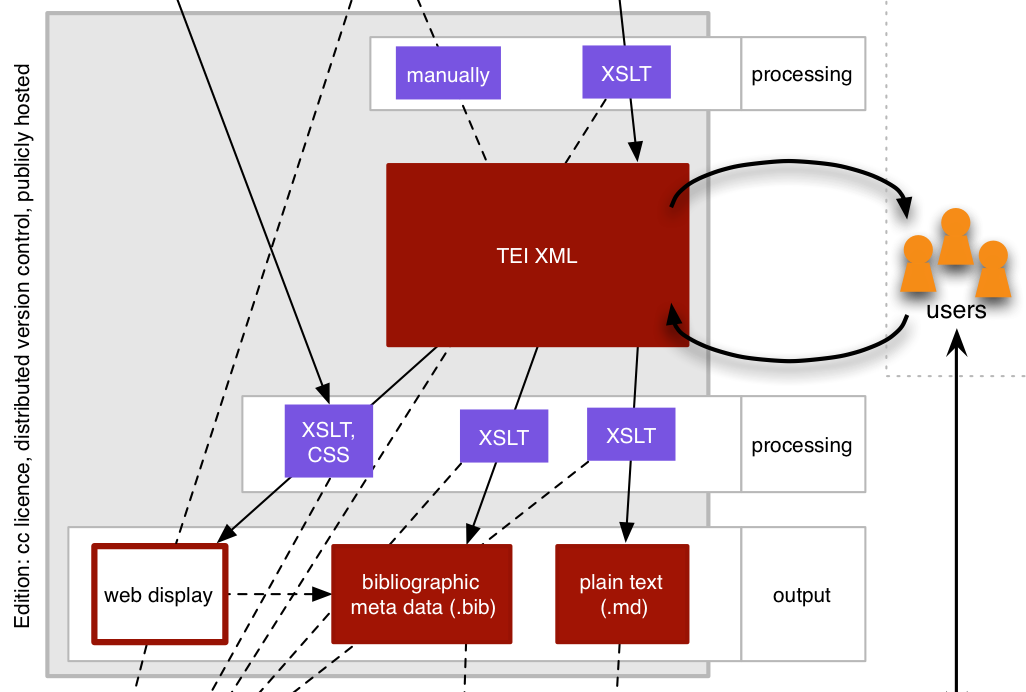 Edition: cc licence, distributed version control, publicly hosted
manually
XSLT
processing
TEI XML
users
XSLT,
CSS
XSLT
XSLT
processing
web display
bibliographic
meta data (.bib)
plain text
(.md)
output